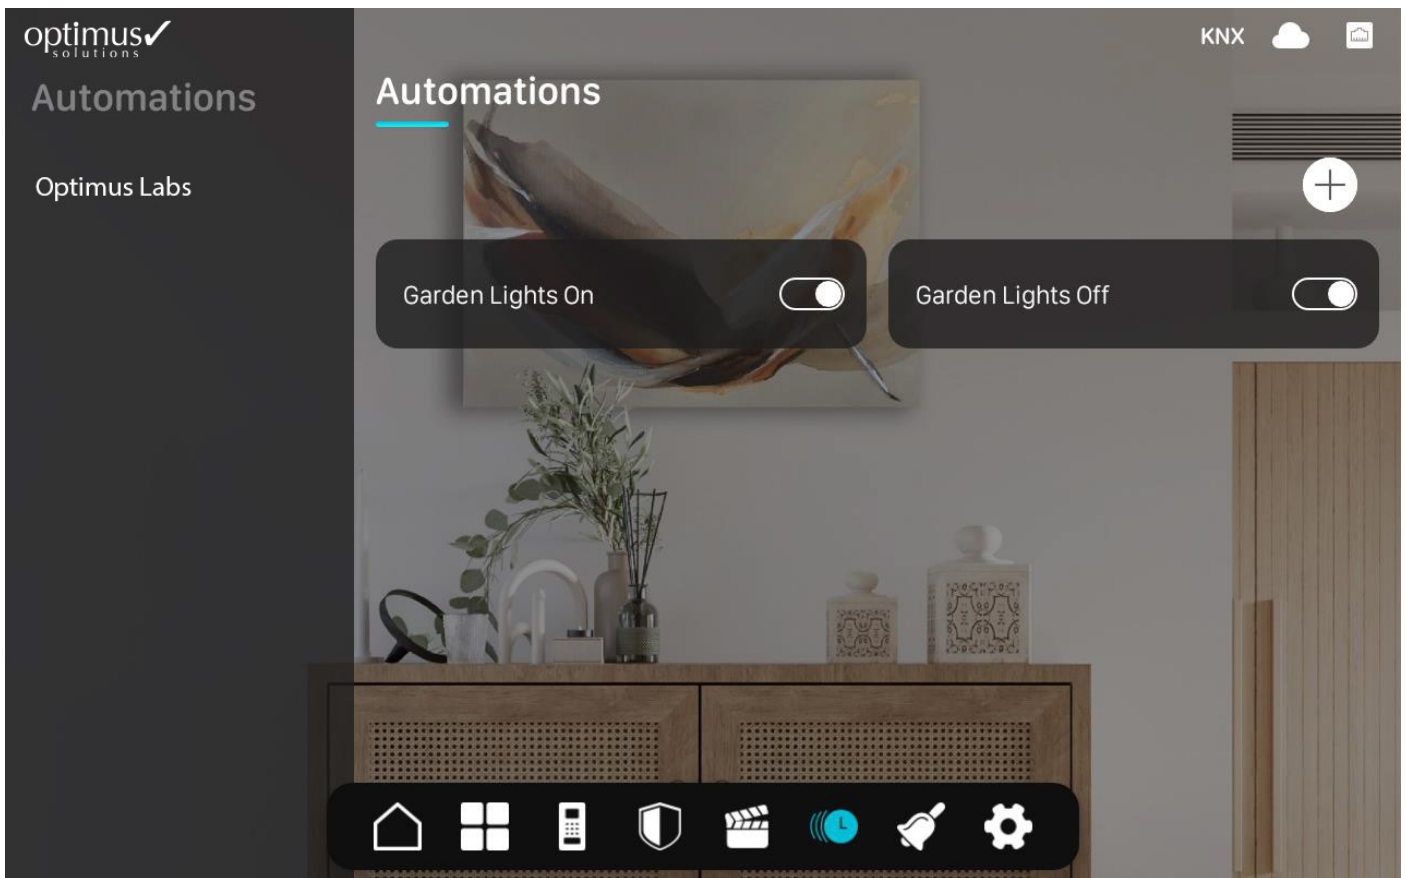 optimus
solutions
KNX
Automations
Automations
Optimus Labs
Garden Lights On
Garden Lights Off